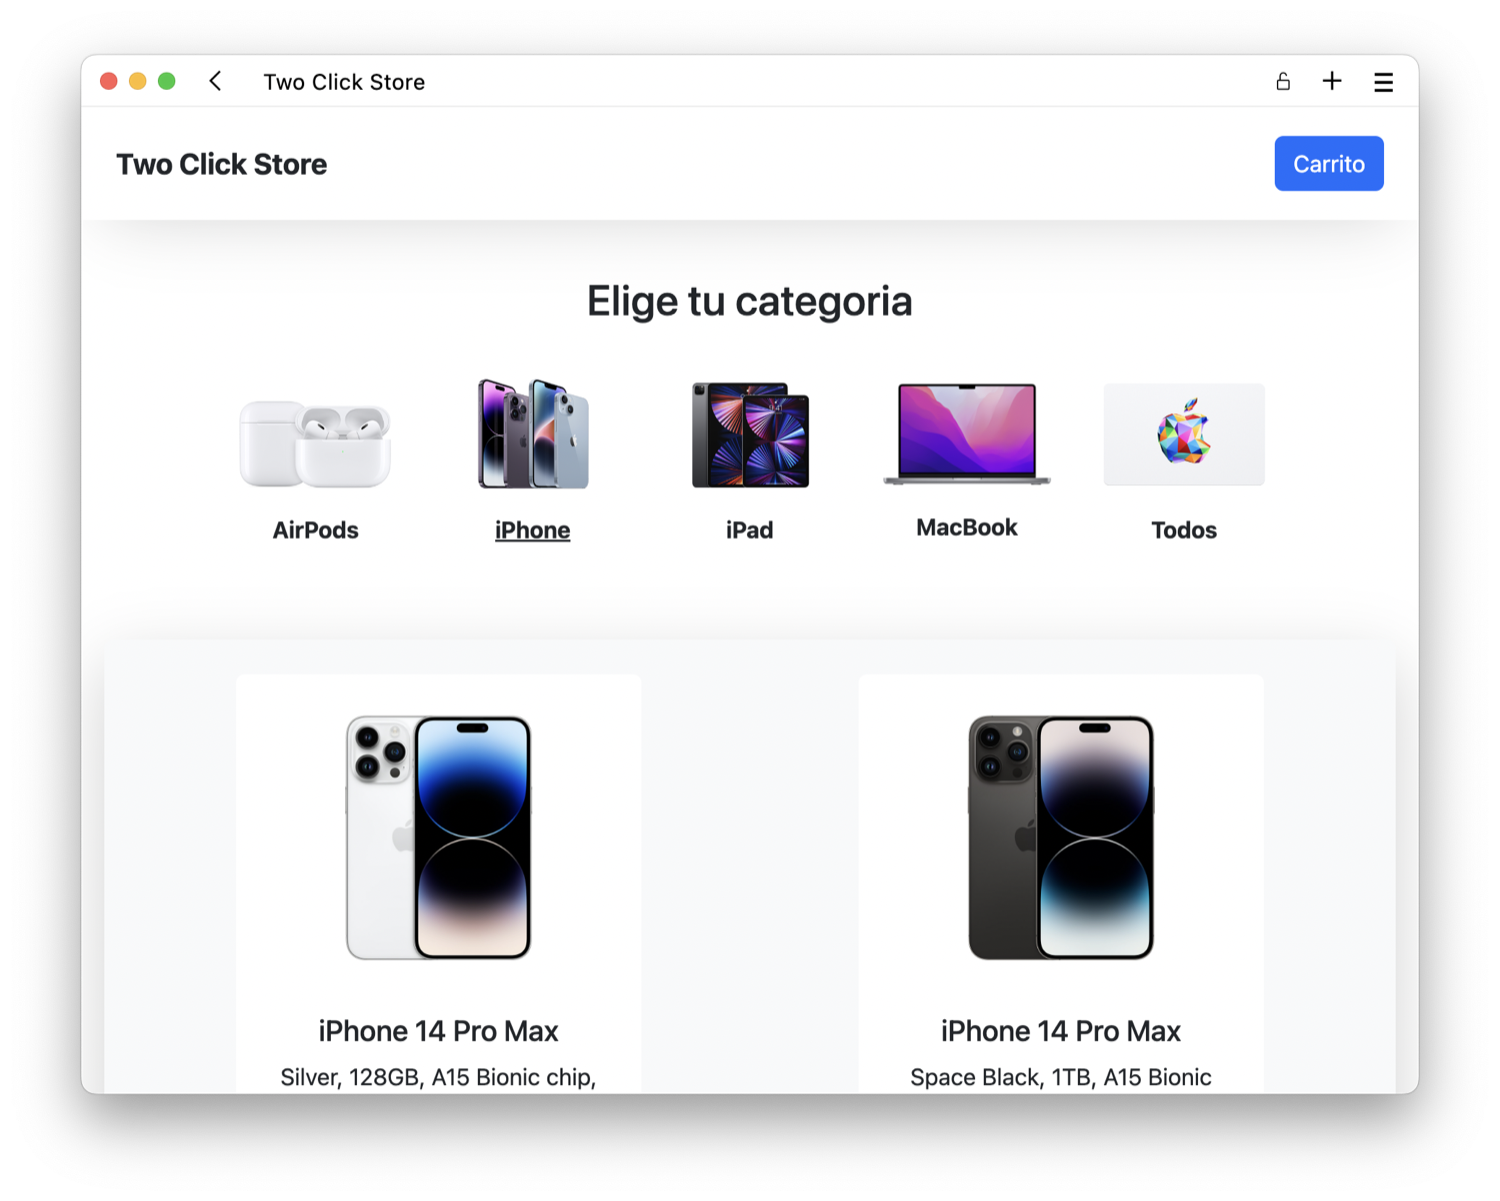 Two Click Store
Two Click Store
Carrito
Elige tu categoria
AirPods
iPhone
iPad
MacBook
Todos
iPhone 14 Pro Max
Silver, 128GB, A15 Bionic chip,
iPhone 14 Pro Max
Space Black, 1TB, A15 Bionic